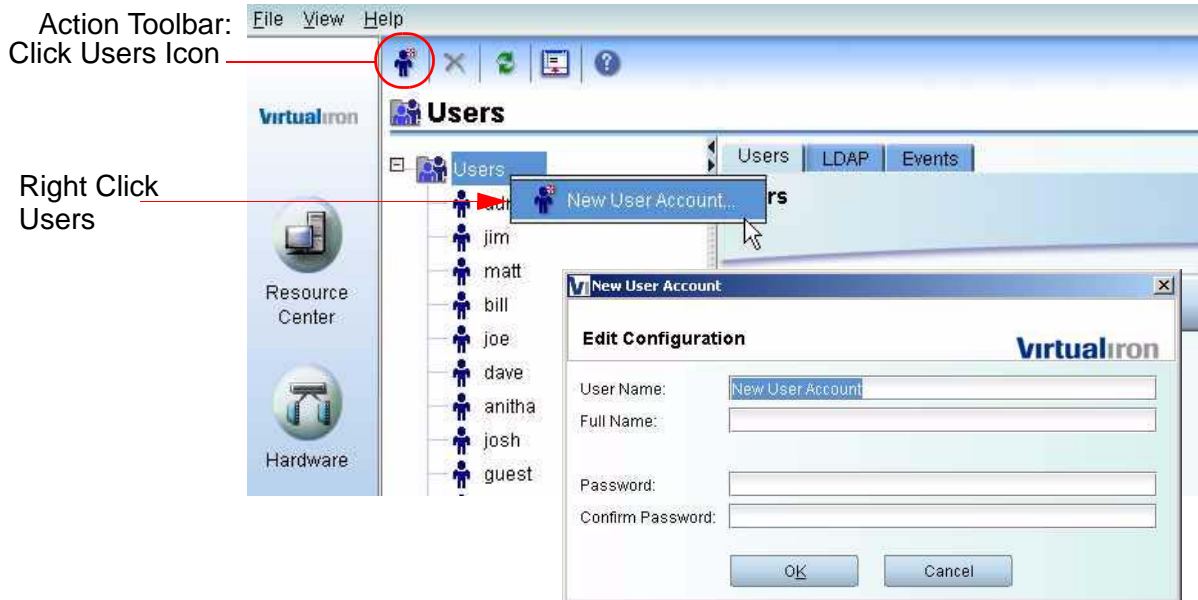 Action Toolbar:
Click Users Icon
File View Help
Virtualiron
Users
Users
Users LDAP Events
Right Click
Users
New User Account...
rs
jim
matt
bill
joe
dave
anitha
josh
guest
Resource
Center
Hardware
VI New User Account
Edit Configuration
Virtualiron
User Name: New User Account
Full Name:
Password:
Confirm Password:
OK Cancel